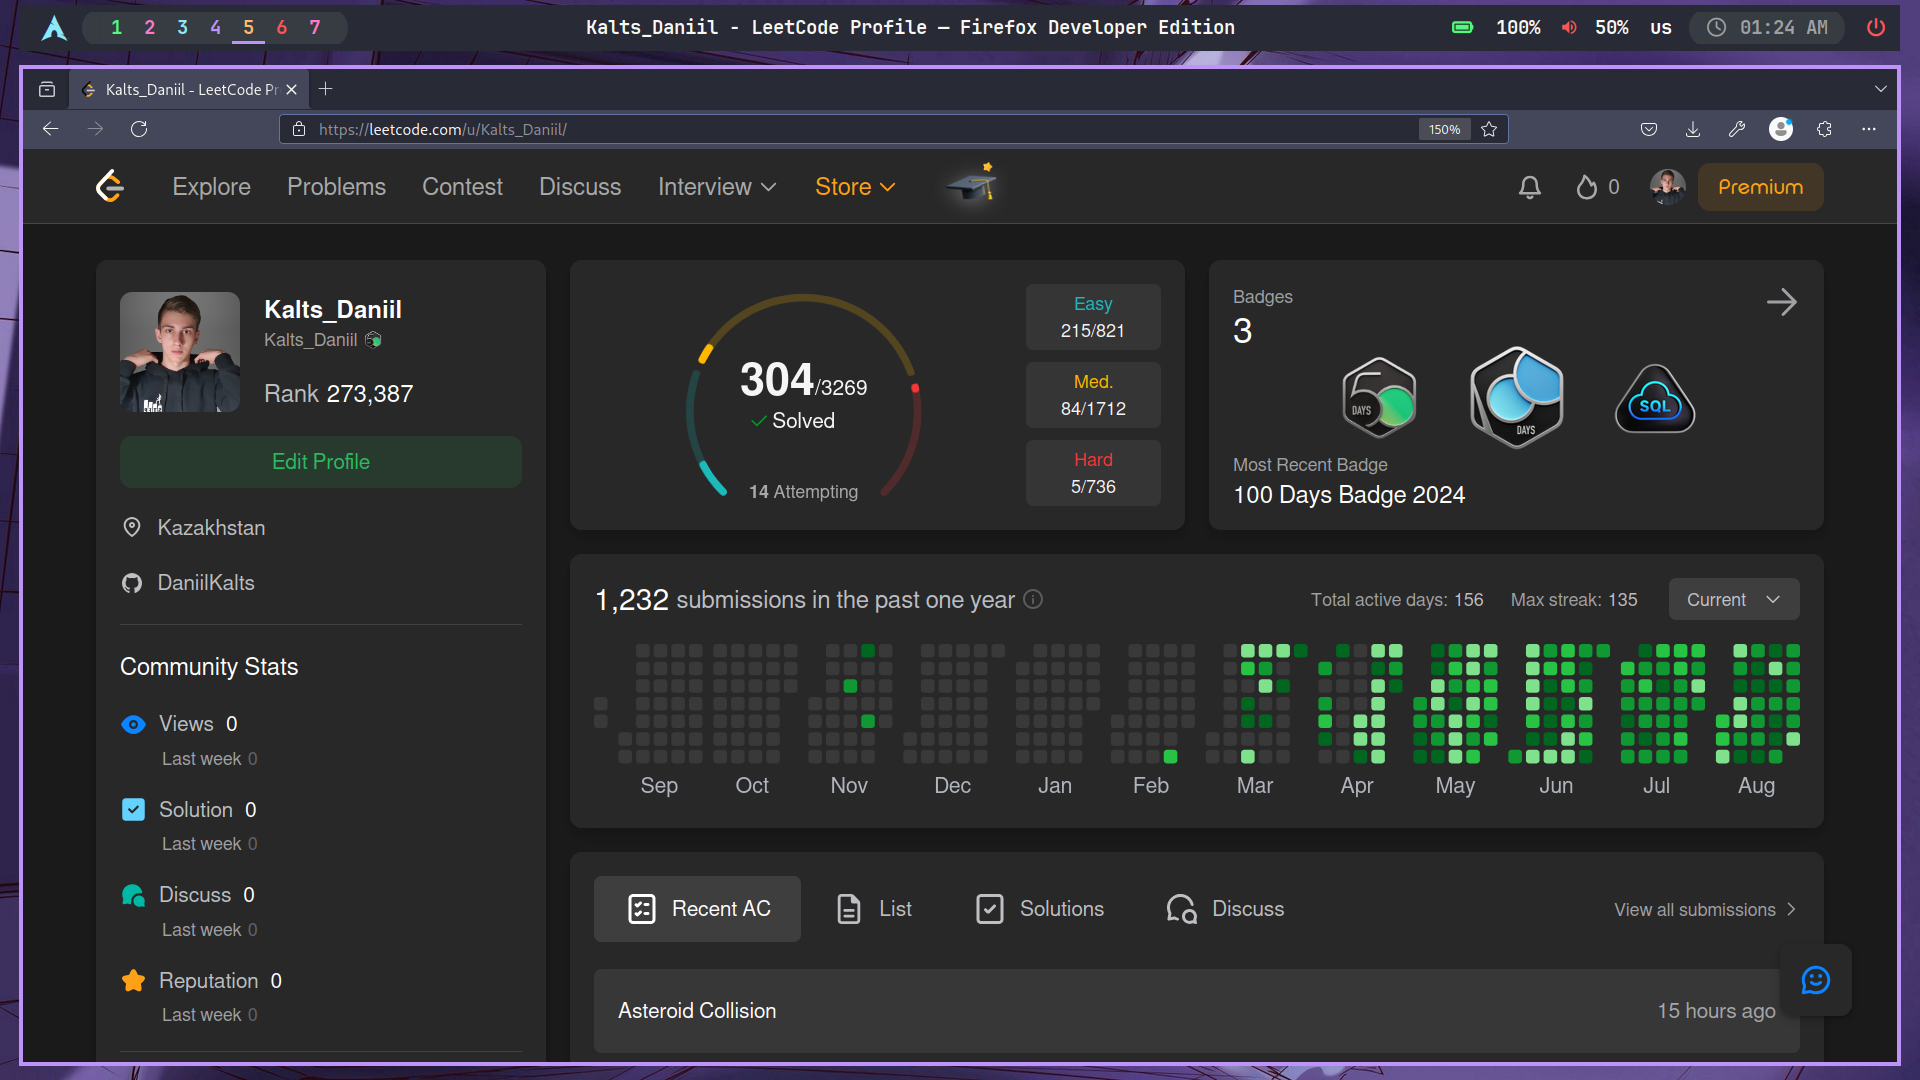 1 2 3 4 5 6 7
Kalts_Daniil - LeetCode Profile — Firefox Developer Edition
100% 50% us 01:24 AM
Kalts_Daniil - LeetCode Pr
https://leetcode.com/u/Kalts_Daniil/ 150%
Explore Problems Contest Discuss Interview Store 0 Premium
Kalts_Daniil
Kalts_Daniil
Rank 273,387
Edit Profile
Kazakhstan
DaniilKalts
Community Stats
Views 0
Last week 0
Solution 0
Last week 0
Discuss 0
Last week 0
Reputation 0
Last week 0
304/3269
Solved
14 Attempting
Easy
215/821
Med.
84/1712
Hard
5/736
Badges
3
50 DAYS
DAYS
SQL
Most Recent Badge
100 Days Badge 2024
1,232 submissions in the past one year
Total active days: 156 Max streak: 135 Current
Sep Oct Nov Dec Jan Feb Mar Apr May Jun Jul Aug
Recent AC List Solutions Discuss View all submissions
Asteroid Collision 15 hours ago